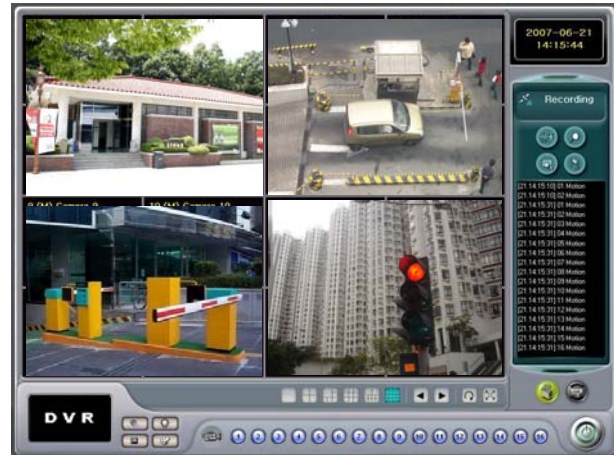 2007-06-21
14:15:44
Recording
9 (M) Camera 9
10 (M) Camera 10
[21.14:15:10] 01 Motion
[21.14:15:10] 02 Motion
[21.14:15:31] 01 Motion
[21.14:15:31] 02 Motion
[21.14:15:31] 03 Motion
[21.14:15:31] 04 Motion
[21.14:15:31] 05 Motion
[21.14:15:31] 06 Motion
[21.14:15:31] 07 Motion
[21.14:15:31] 08 Motion
[21.14:15:31] 09 Motion
[21.14:15:31] 10 Motion
[21.14:15:31] 11 Motion
[21.14:15:31] 12 Motion
[21.14:15:31] 13 Motion
[21.14:15:31] 14 Motion
[21.14:15:31] 15 Motion
[21.14:15:31] 16 Motion
DVR
1 2 3 4 5 6 7 8 9 10 11 12 13 14 15 16